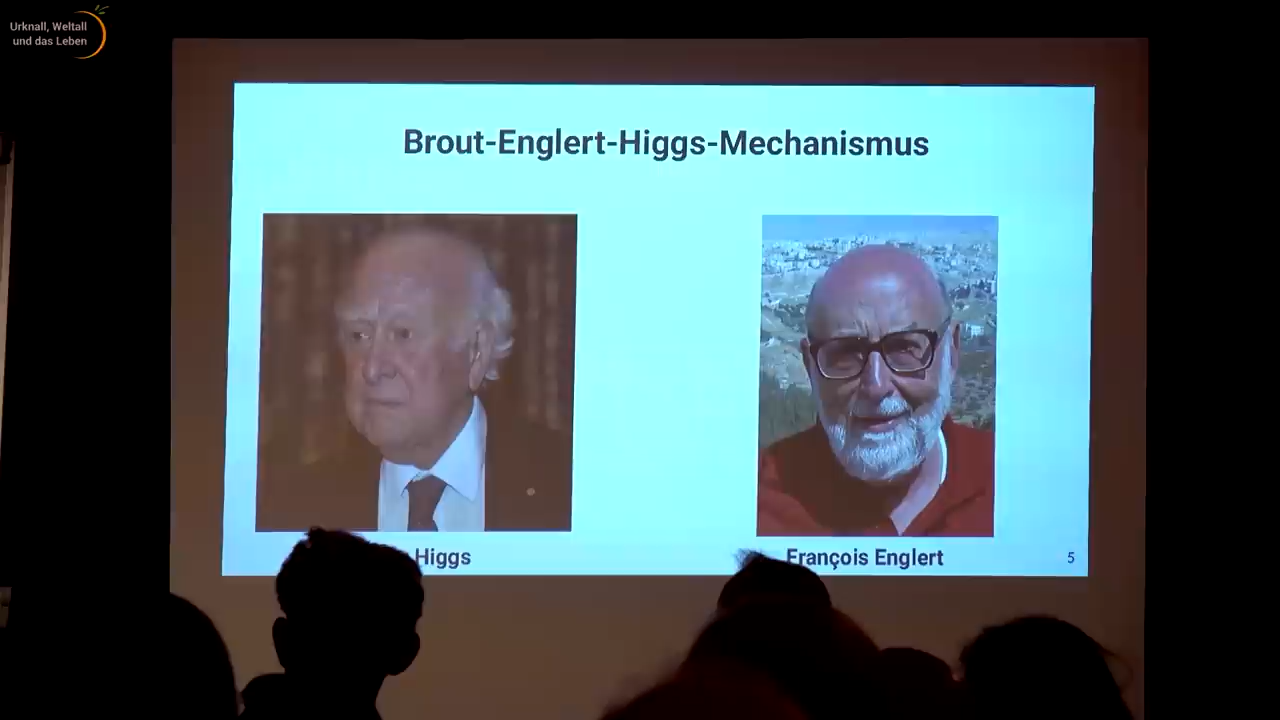 Urknall, Weltall
und das Leben
Brout-Englert-Higgs-Mechanismus
Higgs
François Englert
5